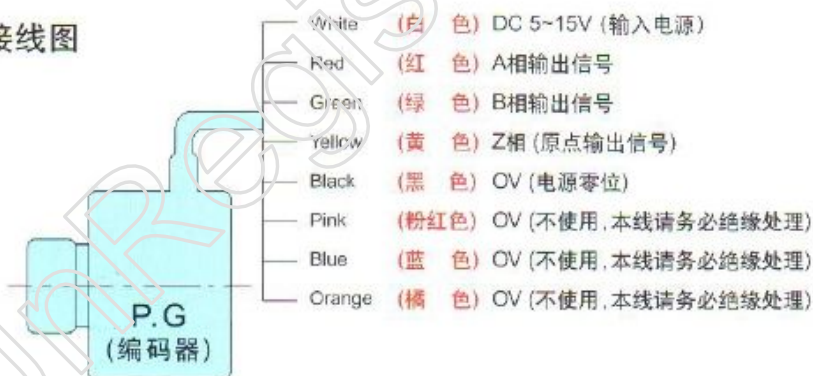 接线图
White (白 色) DC 5~15V (输入电源)
Red (红 色) A相输出信号
Green (绿 色) B相输出信号
Yellow (黄 色) Z相 (原点输出信号)
Black (黑 色) OV (电源零位)
Pink (粉红色) OV (不使用,本线请务必绝缘处理)
Blue (蓝 色) OV (不使用,本线请务必绝缘处理)
Orange (橘 色) OV (不使用,本线请务必绝缘处理)
P.G
(编码器)
UnRegis